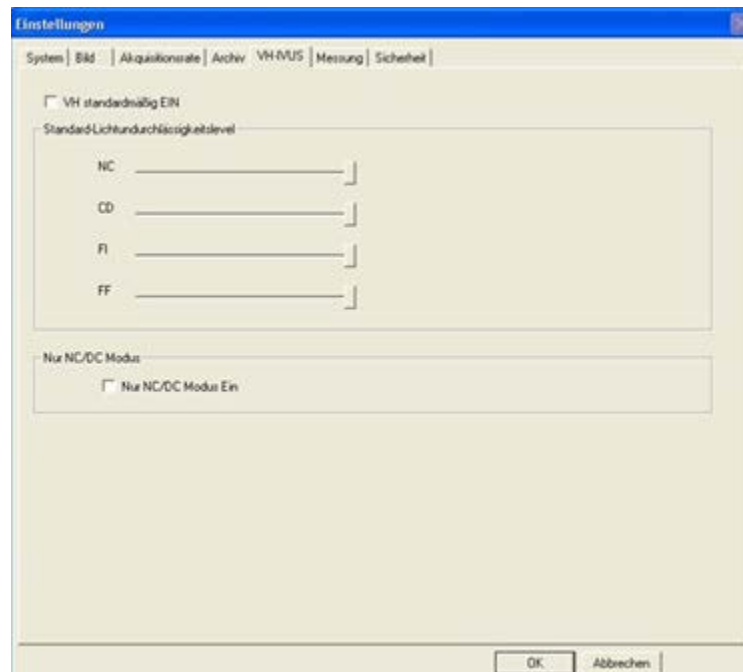 Einstellungen
System Bild Akquisitionsrate Archiv VH-IVUS Messung Sicherheit
VH standardmäßig EIN
Standard-Lichtundurchlässigkeitslevel
NC
CD
FI
FF
Nur NC/DC Modus
Nur NC/DC Modus Ein
OK Abbrechen